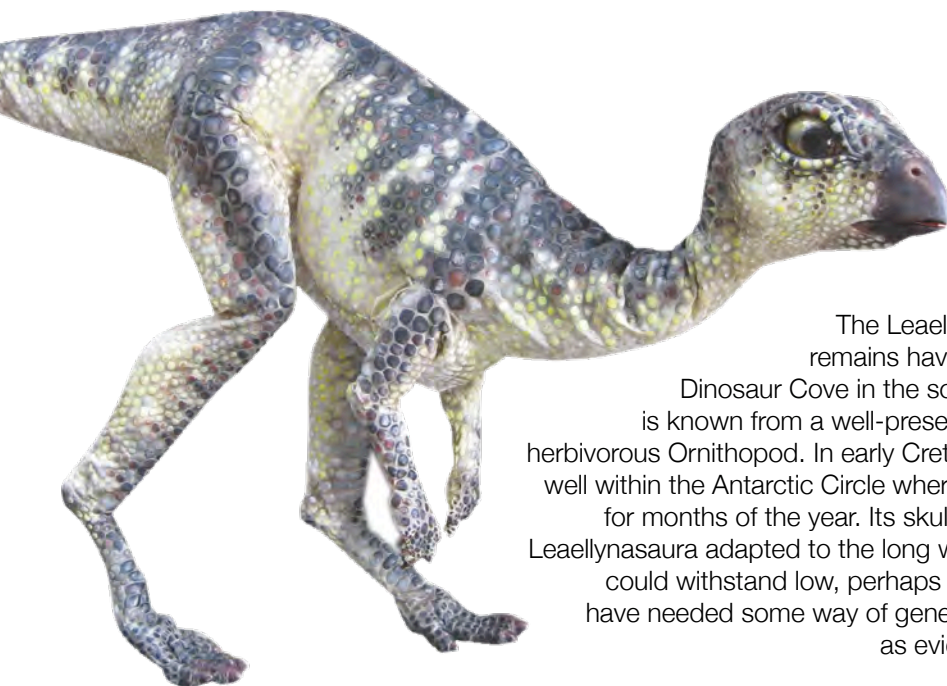 The Leael
remains hav
Dinosaur Cove in the so
is known from a well-prese
herbivorous Ornithopod. In early Cret
well within the Antarctic Circle wher
for months of the year. Its skul
Leaellynasaura adapted to the long w
could withstand low, perhaps
have needed some way of gene
as evi